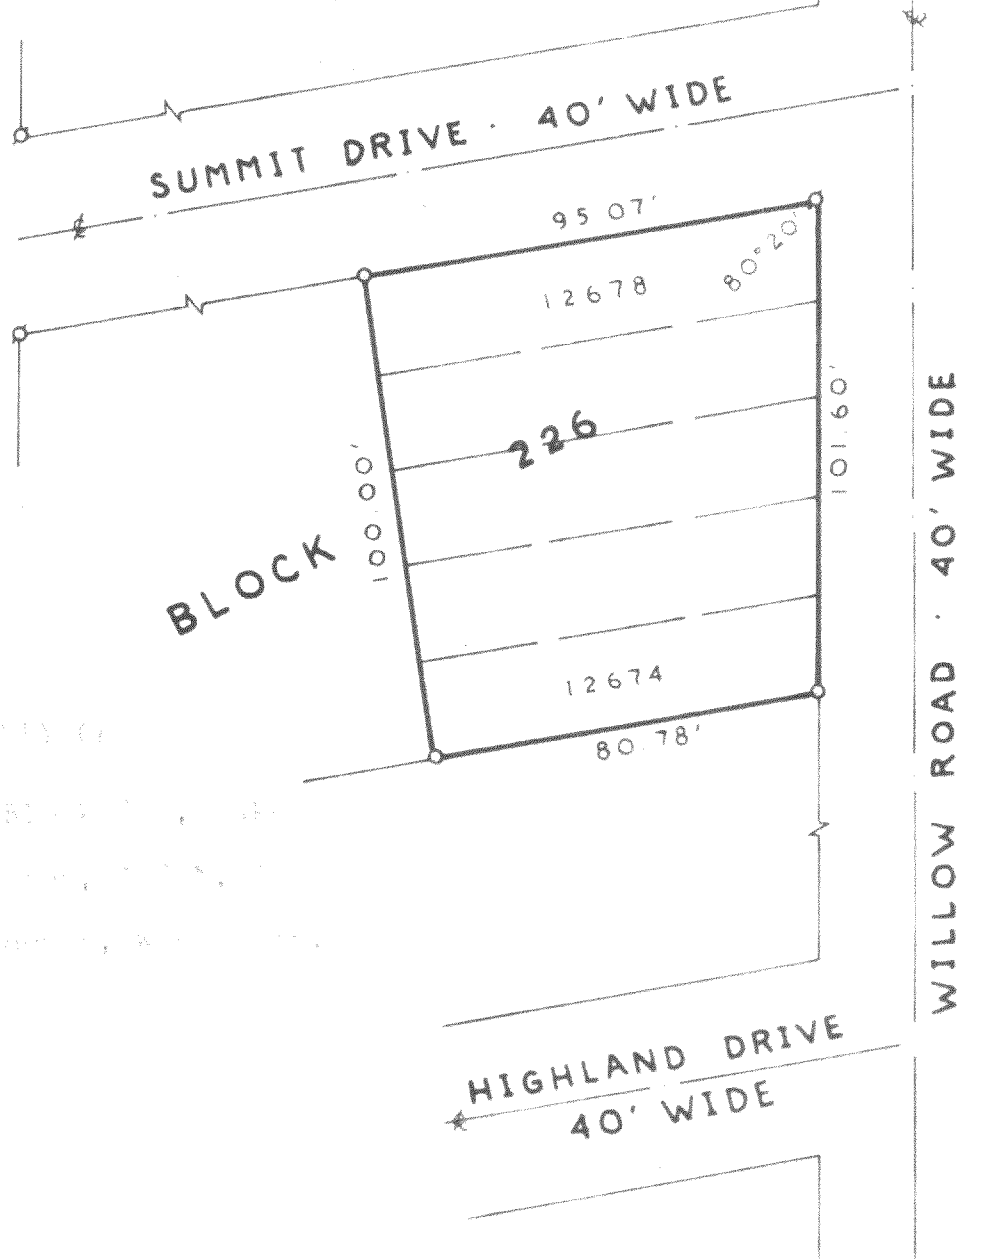 SUMMIT DRIVE · 40' WIDE
95 07'
80°20'
12678
226
BLOCK
100.00'
101.60'
12674
80.78'
WILLOW ROAD · 40' WIDE
HIGHLAND DRIVE
40' WIDE